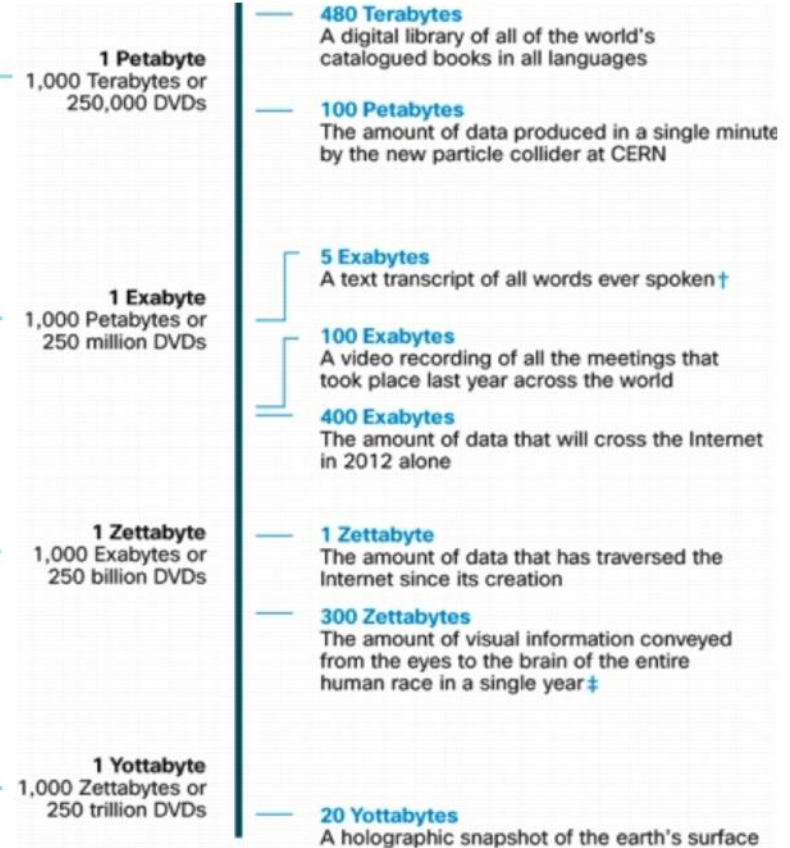 1 Petabyte
1,000 Terabytes or
250,000 DVDs
1 Exabyte
1,000 Petabytes or
250 million DVDs
1 Zettabyte
1,000 Exabytes or
250 billion DVDs
1 Yottabyte
1,000 Zettabytes or
250 trillion DVDs
480 Terabytes
A digital library of all of the world's
catalogued books in all languages
100 Petabytes
The amount of data produced in a single minute
by the new particle collider at CERN
5 Exabytes
A text transcript of all words ever spoken†
100 Exabytes
A video recording of all the meetings that
took place last year across the world
400 Exabytes
The amount of data that will cross the Internet
in 2012 alone
1 Zettabyte
The amount of data that has traversed the
Internet since its creation
300 Zettabytes
The amount of visual information conveyed
from the eyes to the brain of the entire
human race in a single year‡
20 Yottabytes
A holographic snapshot of the earth's surface